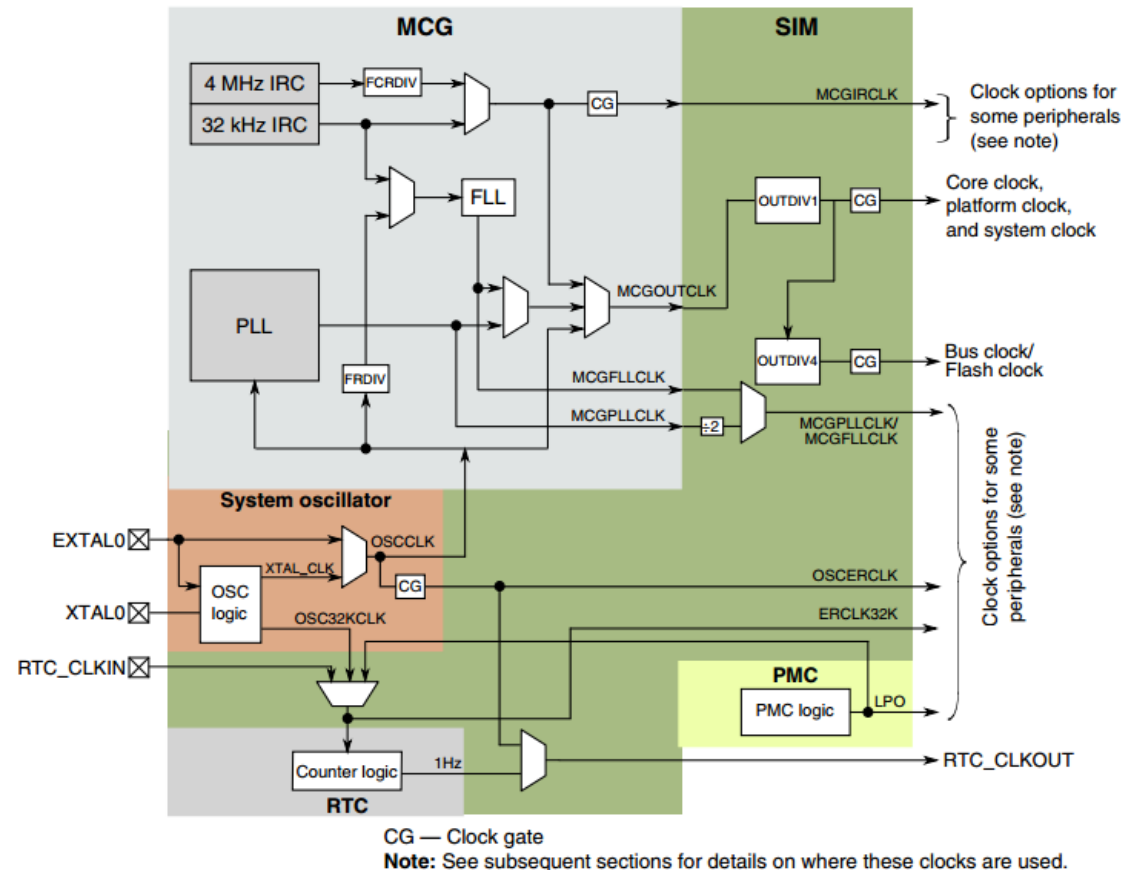 MCG
SIM
4 MHz IRC
FCRDIV
32 kHz IRC
CG
MCGIRCLK
Clock options for
some peripherals
(see note)
FLL
OUTDIV1
CG
Core clock,
platform clock,
and system clock
PLL
MCGOUTCLK
FRDIV
OUTDIV4
CG
Bus clock/
Flash clock
MCGFLLCLK
MCGPLLCLK
÷2
MCGPLLCLK/
MCGFLLCLK
Clock options for some
peripherals (see note)
System oscillator
EXTAL0
OSCCLK
XTAL_CLK
OSC
logic
CG
OSCERCLK
XTAL0
OSC32KCLK
ERCLK32K
RTC_CLKIN
PMC
PMC logic
LPO
Counter logic
1Hz
RTC_CLKOUT
RTC
CG — Clock gate
Note: See subsequent sections for details on where these clocks are used.